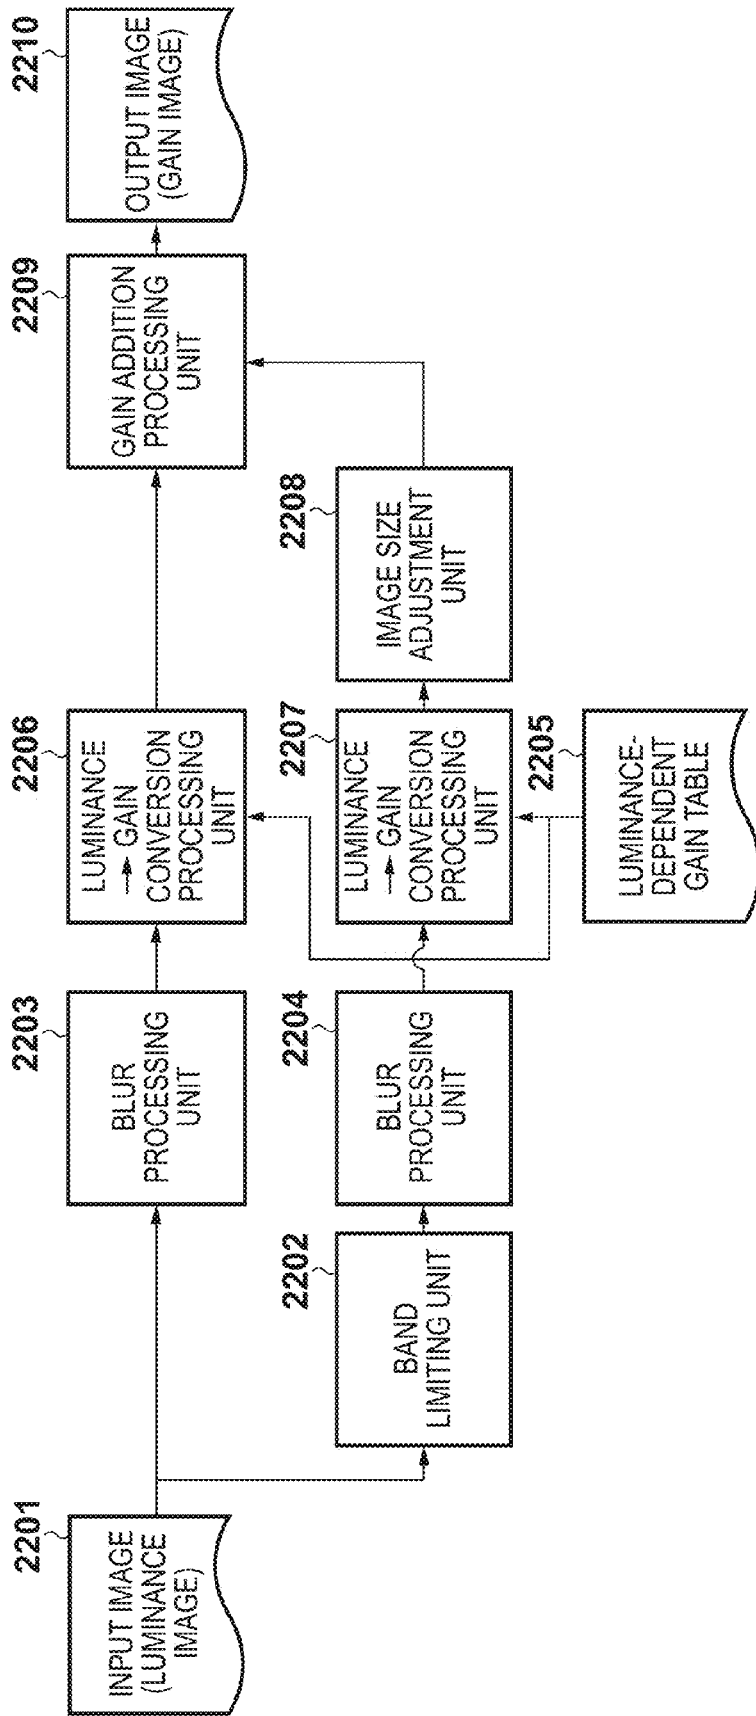 2201
INPUT IMAGE
(LUMINANCE
IMAGE)
2202
BAND
LIMITING UNIT
2203
BLUR
PROCESSING
UNIT
2204
BLUR
PROCESSING
UNIT
2205
LUMINANCE-
DEPENDENT
GAIN TABLE
2206
LUMINANCE
→ GAIN
CONVERSION
PROCESSING
UNIT
2207
LUMINANCE
→ GAIN
CONVERSION
PROCESSING
UNIT
2208
IMAGE SIZE
ADJUSTMENT
UNIT
2209
GAIN ADDITION
PROCESSING
UNIT
2210
OUTPUT IMAGE
(GAIN IMAGE)